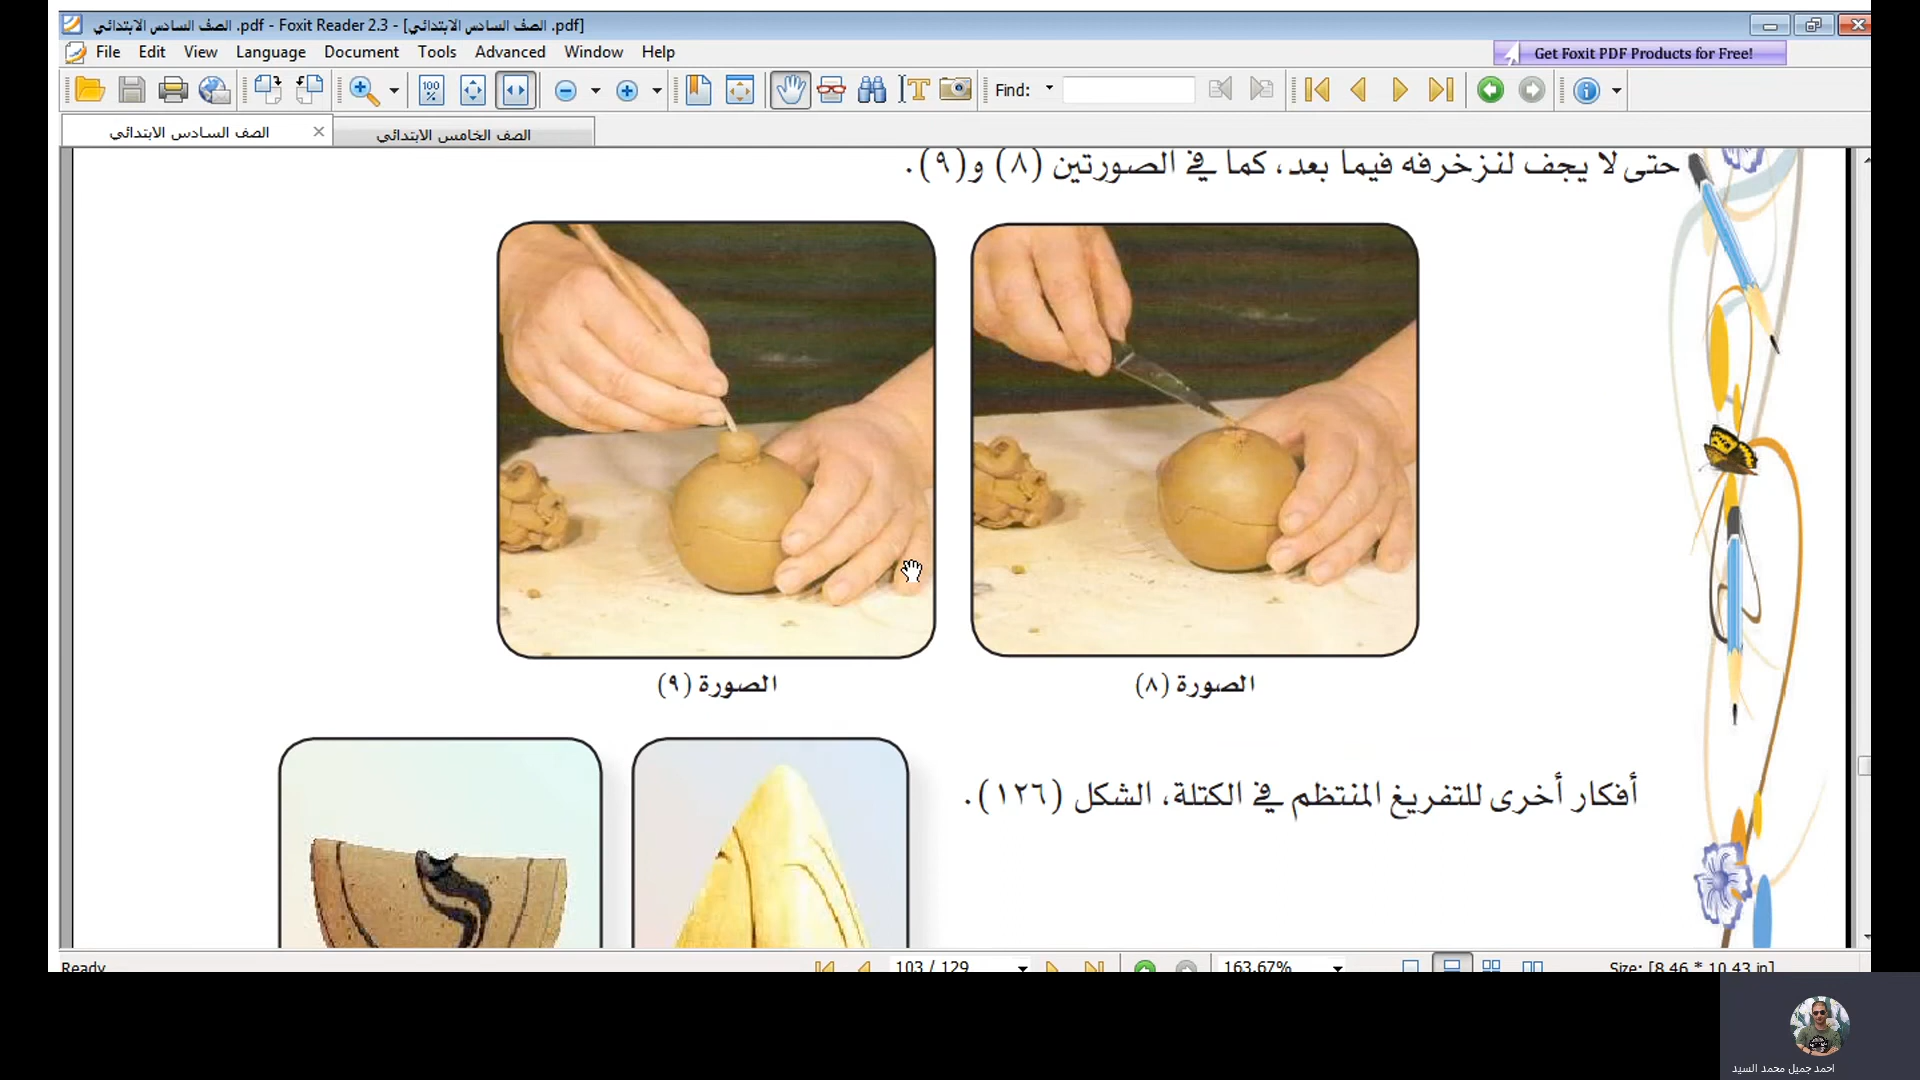 الصف السادس الابتدائي .pdf - Foxit Reader 2.3 - [الصف السادس الابتدائي .pdf]
File Edit View Language Document Tools Advanced Window Help
Get Foxit PDF Products for Free!
100 %
Find:
الصف السادس الابتدائي
الصف الخامس الابتدائي
حتى لا يجف لنزخرفه فيما بعد، كما في الصورتين (٨) و(٩).
الصورة (٨)
الصورة (٩)
أفكار أخرى للتفريغ المنتظم في الكتلة، الشكل (١٢٦).
Ready
103 / 129
163.67%
Size: [8.46 * 10.43 in]
احمد جميل محمد السيد